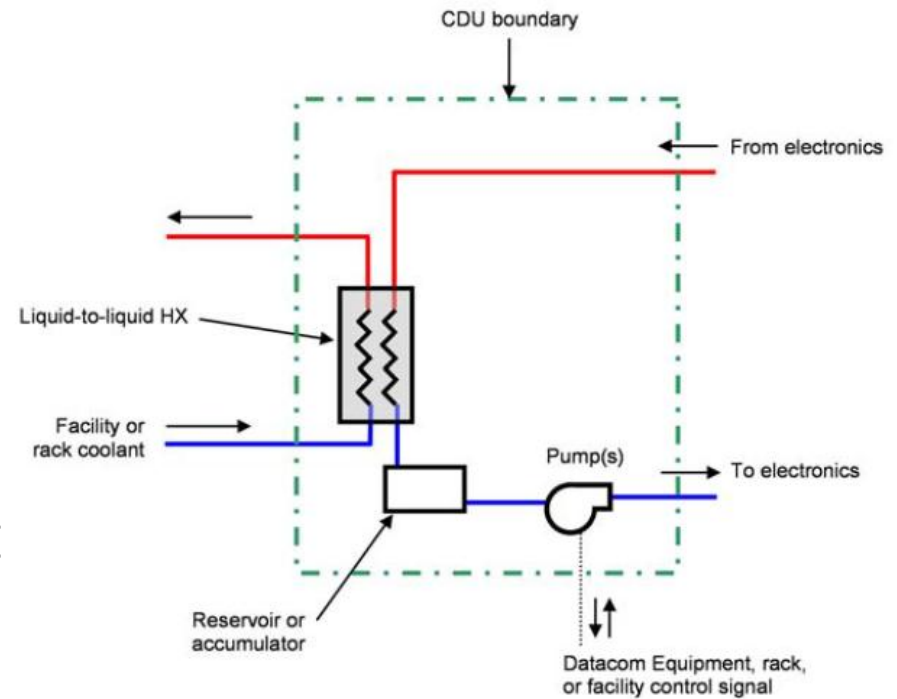 CDU boundary
From electronics
Liquid-to-liquid HX
Facility or
rack coolant
Pump(s)
To electronics
Reservoir or
accumulator
Datacom Equipment, rack,
or facility control signal